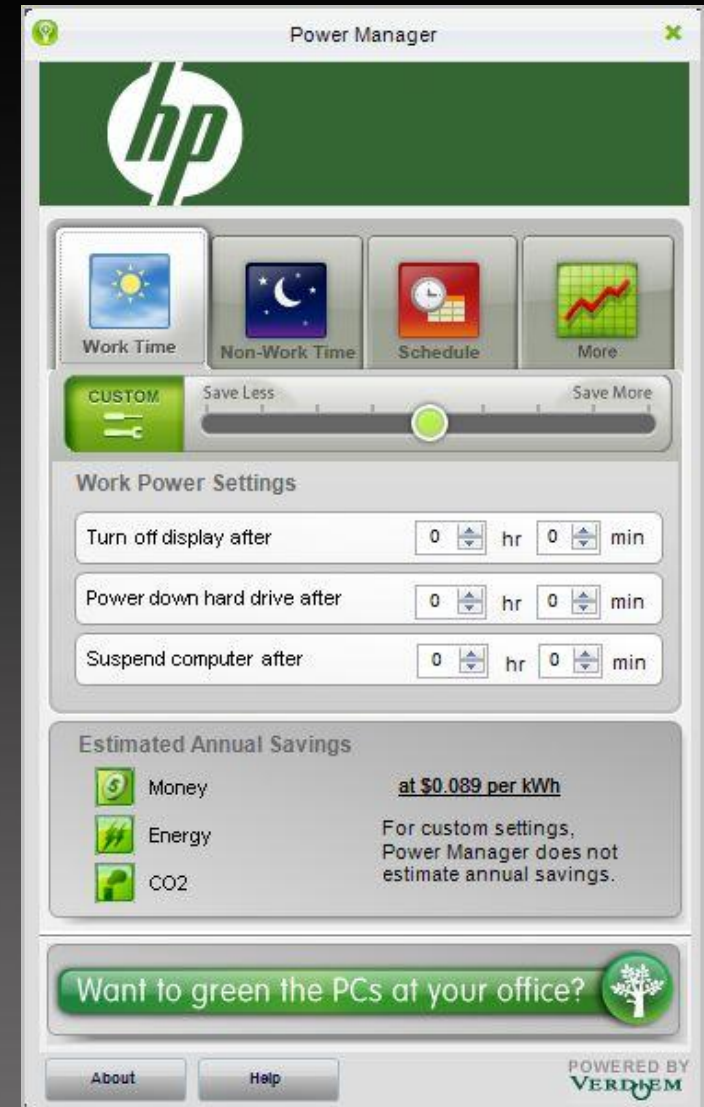 Power Manager
hp
Work Time
Non-Work Time
Schedule
More
CUSTOM
Save Less
Save More
Work Power Settings
Turn off display after 0 hr 0 min
Power down hard drive after 0 hr 0 min
Suspend computer after 0 hr 0 min
Estimated Annual Savings
Money
at $0.089 per kWh
Energy
For custom settings,
Power Manager does not
estimate annual savings.
CO2
Want to green the PCs at your office?
About
Help
POWERED BY
VERDIEM